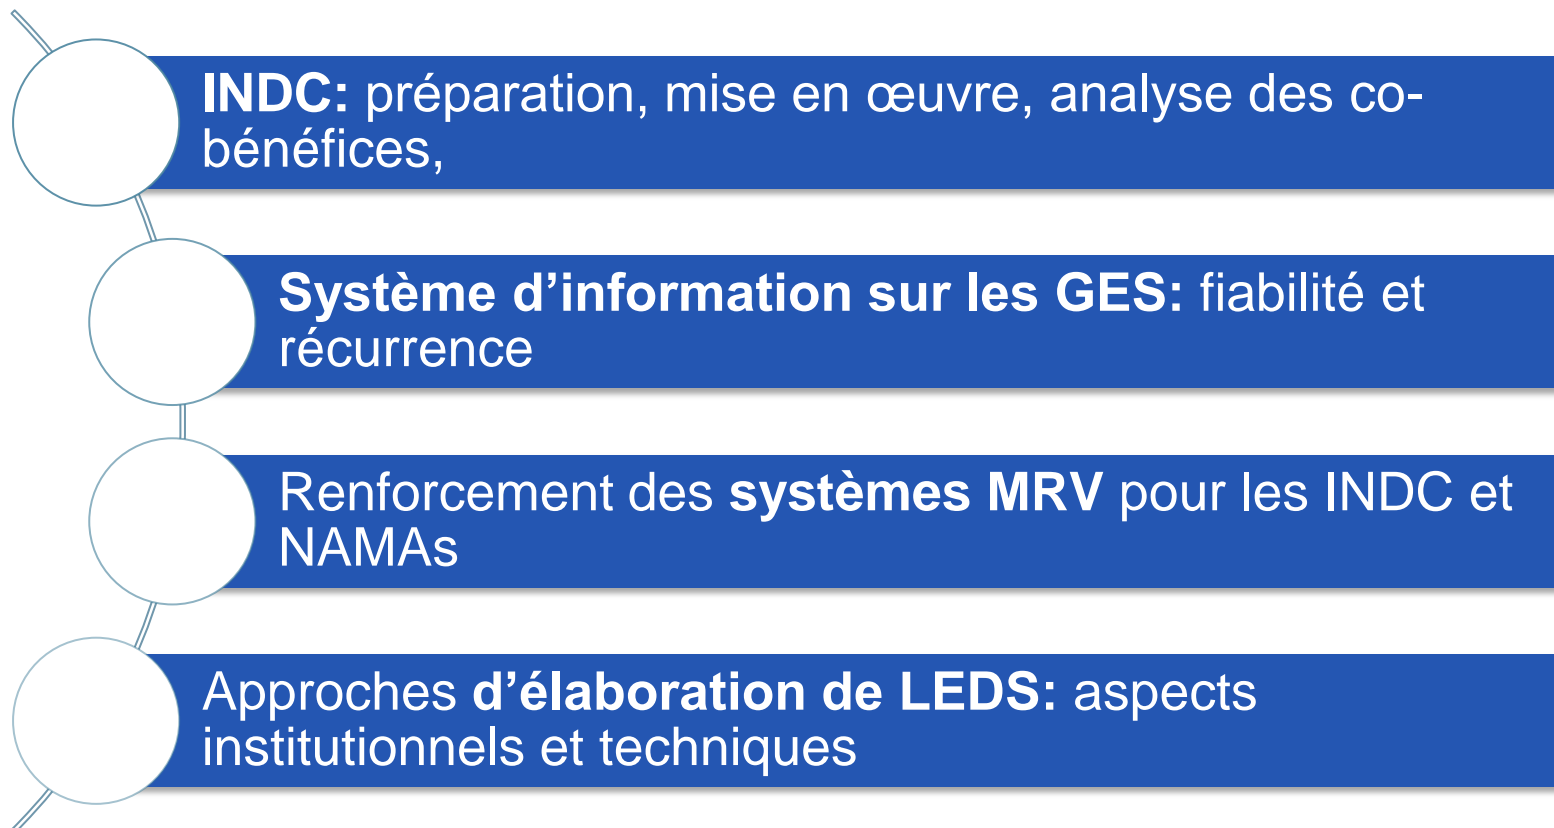 INDC: préparation, mise en œuvre, analyse des co-
bénéfices,
Système d’information sur les GES: fiabilité et
récurrence
Renforcement des systèmes MRV pour les INDC et
NAMAs
Approches d’élaboration de LEDS: aspects
institutionnels et techniques